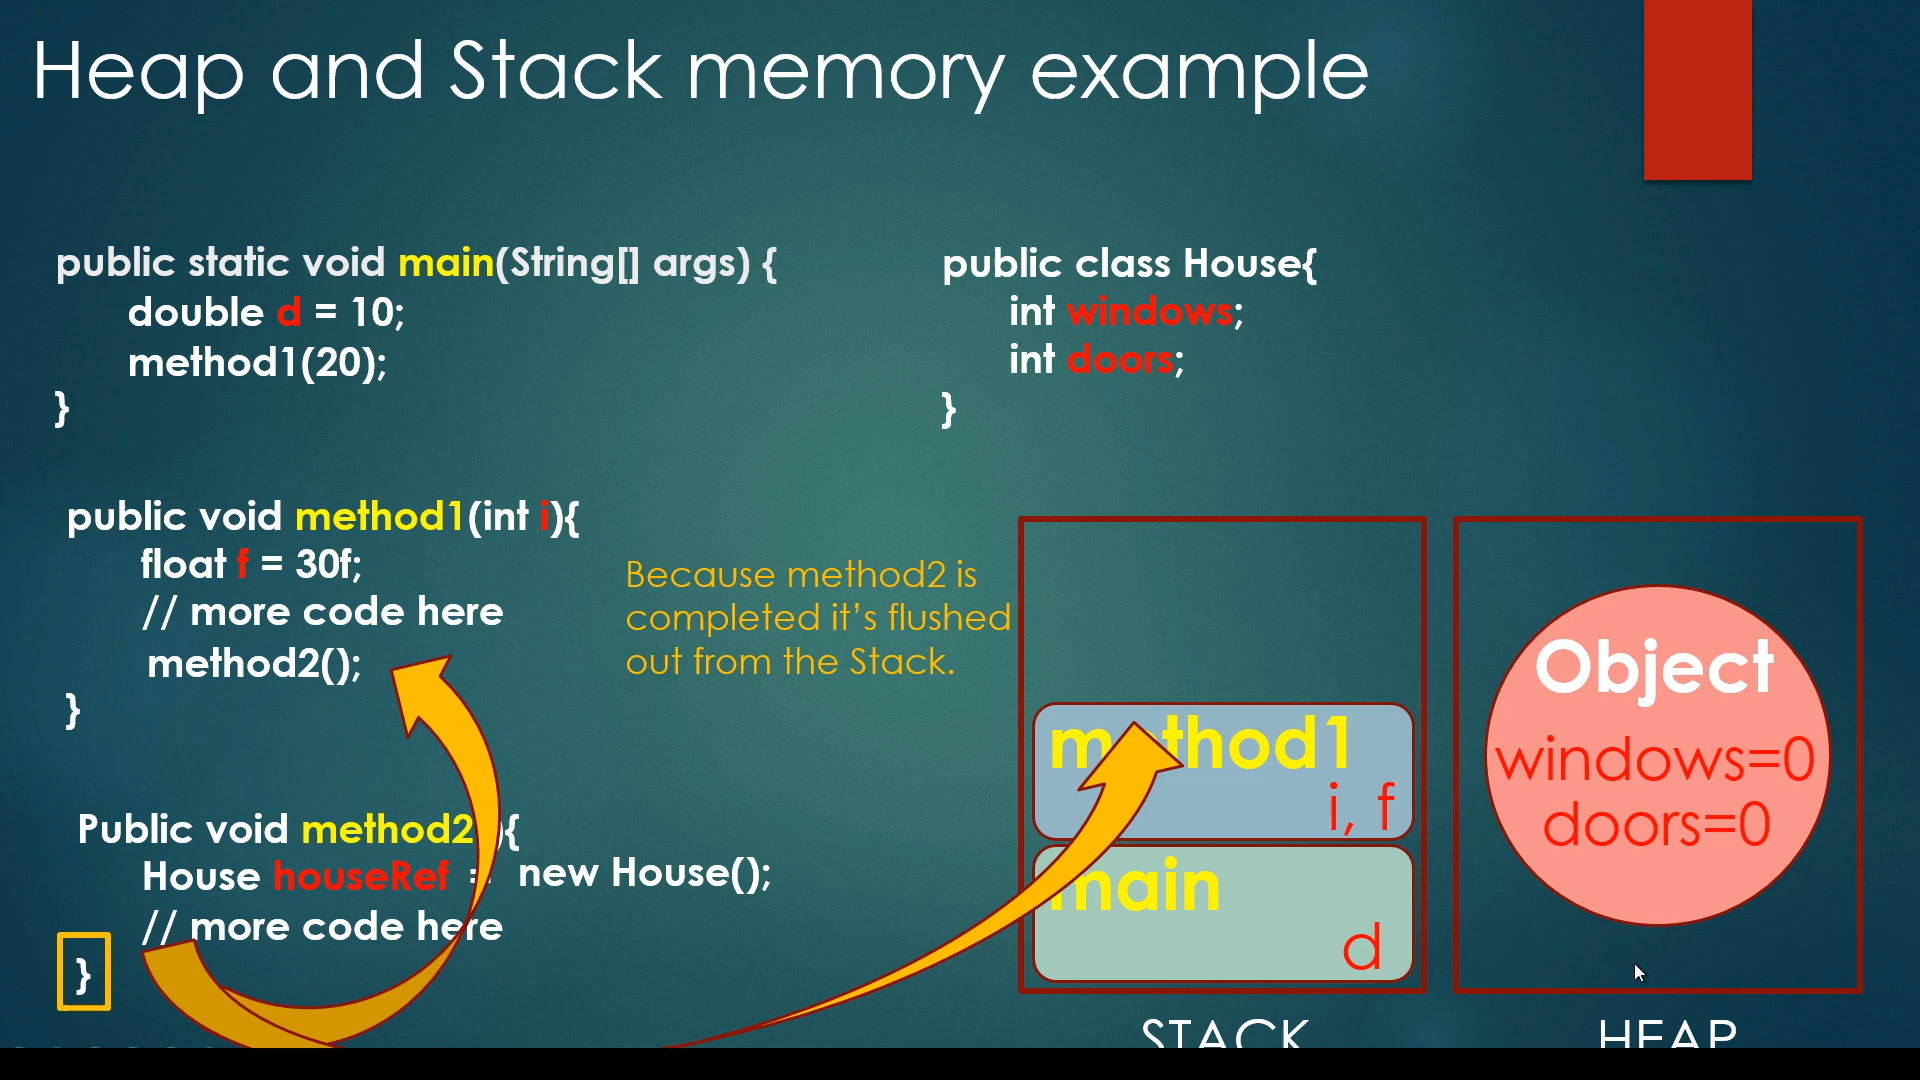 Heap and Stack memory example
public static void main(String[] args) {
double d = 10;
method1(20);
}
public class House{
int windows;
int doors;
}
public void method1(int i){
float f = 30f;
// more code here
method2();
}
Because method2 is
completed it's flushed
out from the Stack.
Public void method2 ){
House houseRef = new House();
// more code here
}
method1
i, f
main
d
STACK
Object
windows=0
doors=0
HEAP